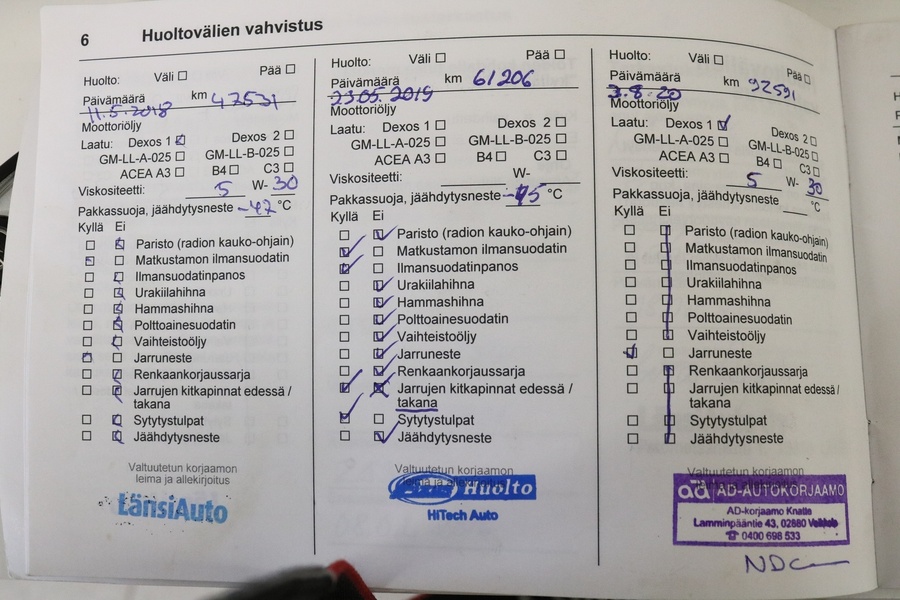 6 Huoltovälien vahvistus
Huolto: Väli ☐ Pää ☐
Päivämäärä km 47531
11.5.2018
Moottoriöljy
Laatu: Dexos 1 ☑ Dexos 2 ☐
GM-LL-A-025 ☐ GM-LL-B-025 ☐
ACEA A3 ☐ B4 ☐ C3 ☐
Viskositeetti: 5 W- 30
Pakkassuoja, jäähdytysneste -42 °C
Kyllä Ei
Paristo (radion kauko-ohjain)
Matkustamon ilmansuodatin
Ilmansuodatinpanos
Urakiilahihna
Hammashihna
Polttoainesuodatin
Vaihteistoöljy
Jarruneste
Renkaankorjaussarja
Jarrujen kitkapinnat edessä /
takana
Sytytystulpat
Jäähdytysneste
Valtuutetun korjaamon
leima ja allekirjoitus
LänsiAuto
Huolto: Väli ☐ Pää ☐
Päivämäärä km 61206
23.05.2019
Moottoriöljy
Laatu: Dexos 1 ☐ Dexos 2 ☐
GM-LL-A-025 ☐ GM-LL-B-025 ☐
ACEA A3 ☐ B4 ☐ C3 ☐
Viskositeetti: W-
Pakkassuoja, jäähdytysneste °C
Kyllä Ei
Paristo (radion kauko-ohjain)
Matkustamon ilmansuodatin
Ilmansuodatinpanos
Urakiilahihna
Hammashihna
Polttoainesuodatin
Vaihteistoöljy
Jarruneste
Renkaankorjaussarja
Jarrujen kitkapinnat edessä /
takana
Sytytystulpat
Jäähdytysneste
Valtuutetun korjaamon
leima ja allekirjoitus
Huolto
HiTech Auto
Huolto: Väli ☐ Pää ☐
Päivämäärä km 92591
3.8.20
Moottoriöljy
Laatu: Dexos 1 ☑ Dexos 2 ☐
GM-LL-A-025 ☐ GM-LL-B-025 ☐
ACEA A3 ☐ B4 ☐ C3 ☐
Viskositeetti: 5 W- 30
Pakkassuoja, jäähdytysneste °C
Kyllä Ei
Paristo (radion kauko-ohjain)
Matkustamon ilmansuodatin
Ilmansuodatinpanos
Urakiilahihna
Hammashihna
Polttoainesuodatin
Vaihteistoöljy
Jarruneste
Renkaankorjaussarja
Jarrujen kitkapinnat edessä /
takana
Sytytystulpat
Jäähdytysneste
Valtuutetun korjaamon
ad AD-AUTOKORJAAMO
AD-korjaamo Knatte
Lamminpääntie 43, 02880 Veikkola
☎ 0400 698 533